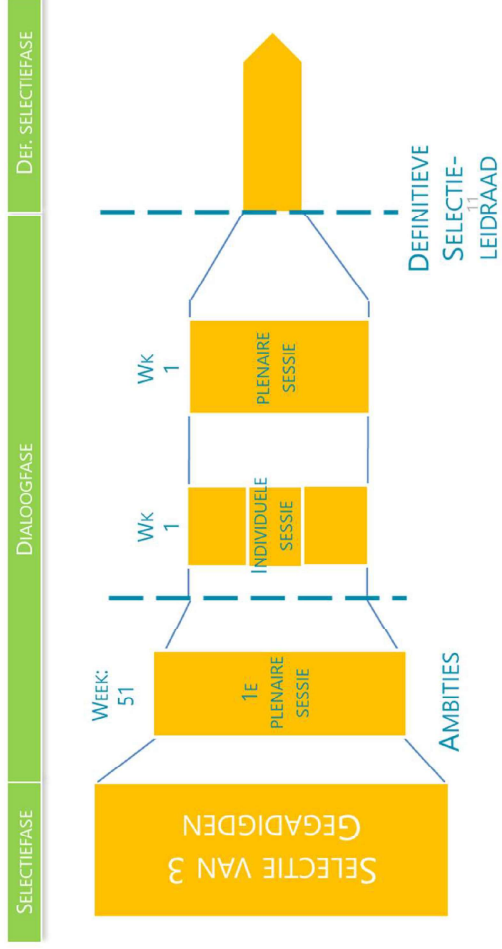 SELECTIEFASE
DIALOOGFASE
DEF. SELECTIEFASE
SELECTIE VAN 3
GEGADIGDEN
WEEK:
51
1E
PLENAIRE
SESSIE
AMBITIES
WK
1
INDIVIDUELE
SESSIE
WK
1
PLENAIRE
SESSIE
DEFINITIEVE
SELECTIE-
LEIDRAAD
11